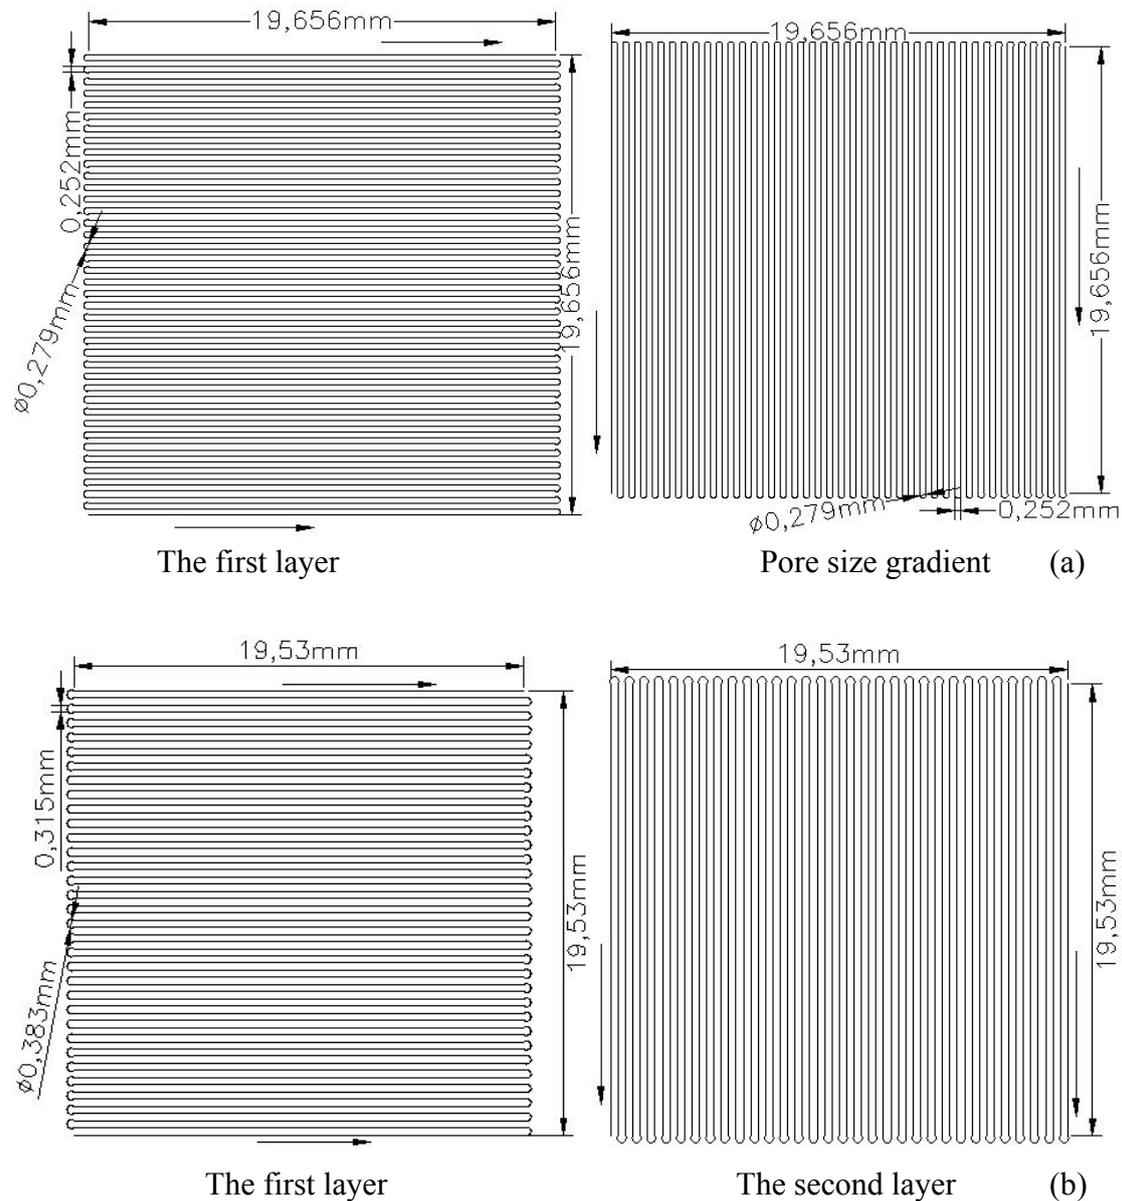 19,656mm
19,656mm
0,252mm
19,656mm
19,656mm
ø0,279mm
ø0,279mm
0,252mm
The first layer
Pore size gradient
(a)
19,53mm
19,53mm
0,315mm
19,53mm
19,53mm
ø0,383mm
The first layer
The second layer
(b)